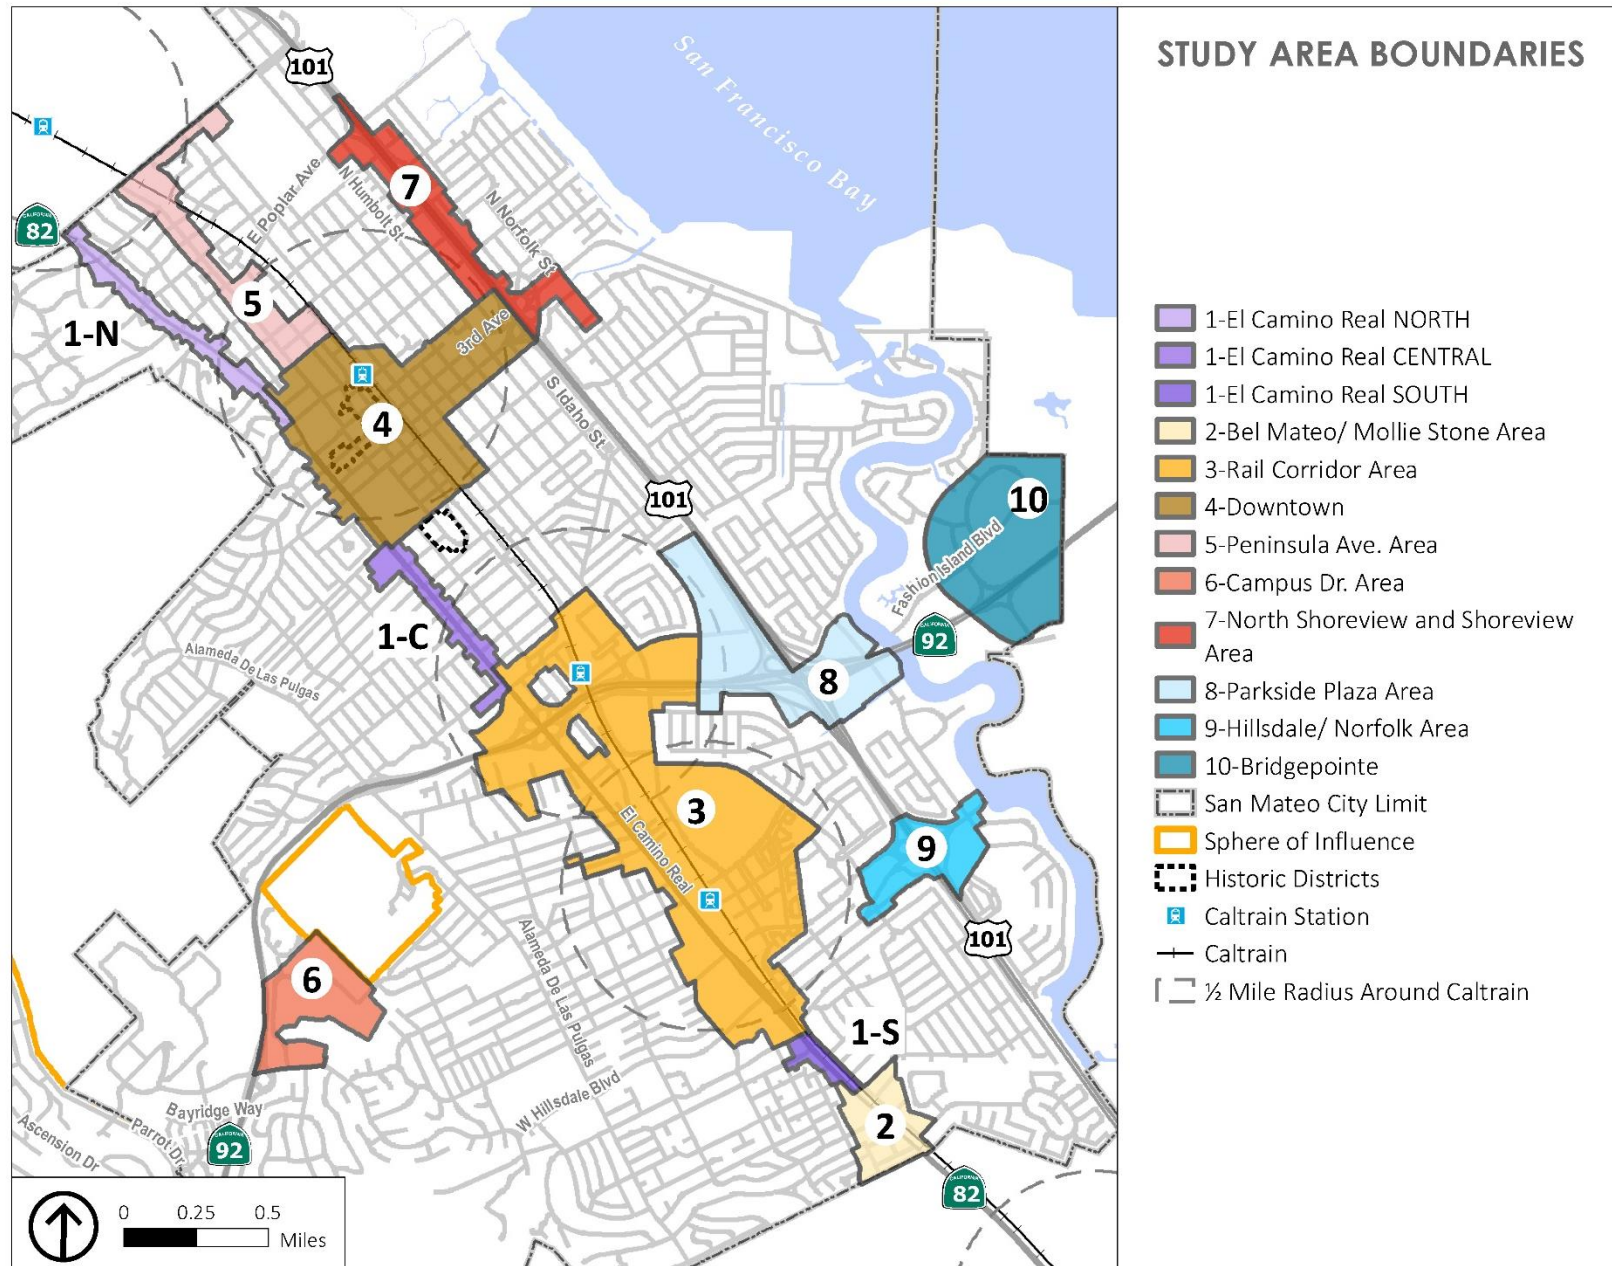 STUDY AREA BOUNDARIES
101
San Francisco Bay
82
7
E Poplar Ave
N Humbolt St
N Norfolk St
5
1-N
3rd Ave
4
S Idaho St
101
10
Fashion Island Blvd
92
1-C
Alameda De Las Pulgas
8
3
El Camino Real
9
101
6
Alameda De Las Pulgas
1-S
W Hillsdale Blvd
2
Bayridge Way
Parrot Dr
Ascension Dr
92
82
0 0.25 0.5
Miles
1-El Camino Real NORTH
1-El Camino Real CENTRAL
1-El Camino Real SOUTH
2-Bel Mateo/ Mollie Stone Area
3-Rail Corridor Area
4-Downtown
5-Peninsula Ave. Area
6-Campus Dr. Area
7-North Shoreview and Shoreview
Area
8-Parkside Plaza Area
9-Hillsdale/ Norfolk Area
10-Bridgepointe
San Mateo City Limit
Sphere of Influence
Historic Districts
Caltrain Station
Caltrain
½ Mile Radius Around Caltrain